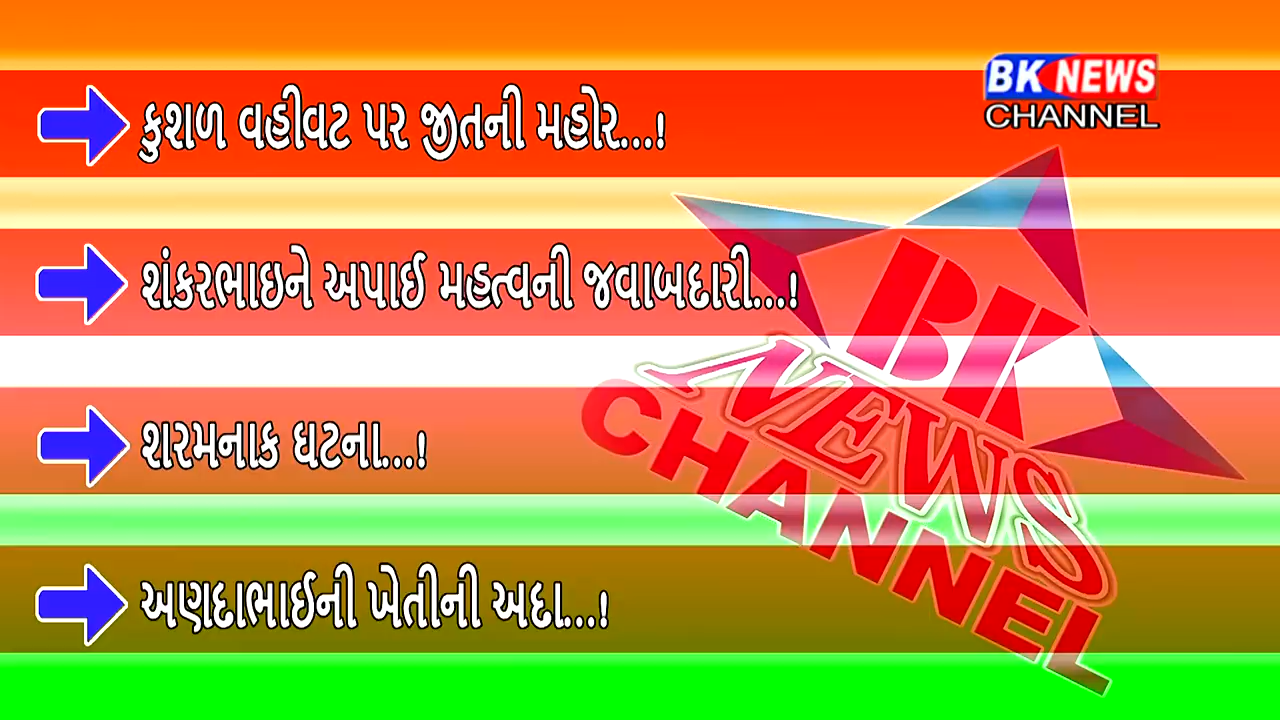 BK NEWS
CHANNEL
કુશળ વહીવટ પર જીતની મહોર...!
શંકરભાઇને અપાઈ મહત્વની જવાબદારી...!
શરમનાક ઘટના...!
અણદાભાઈની ખેતીની અદા...!
BK
NEWS
CHANNEL